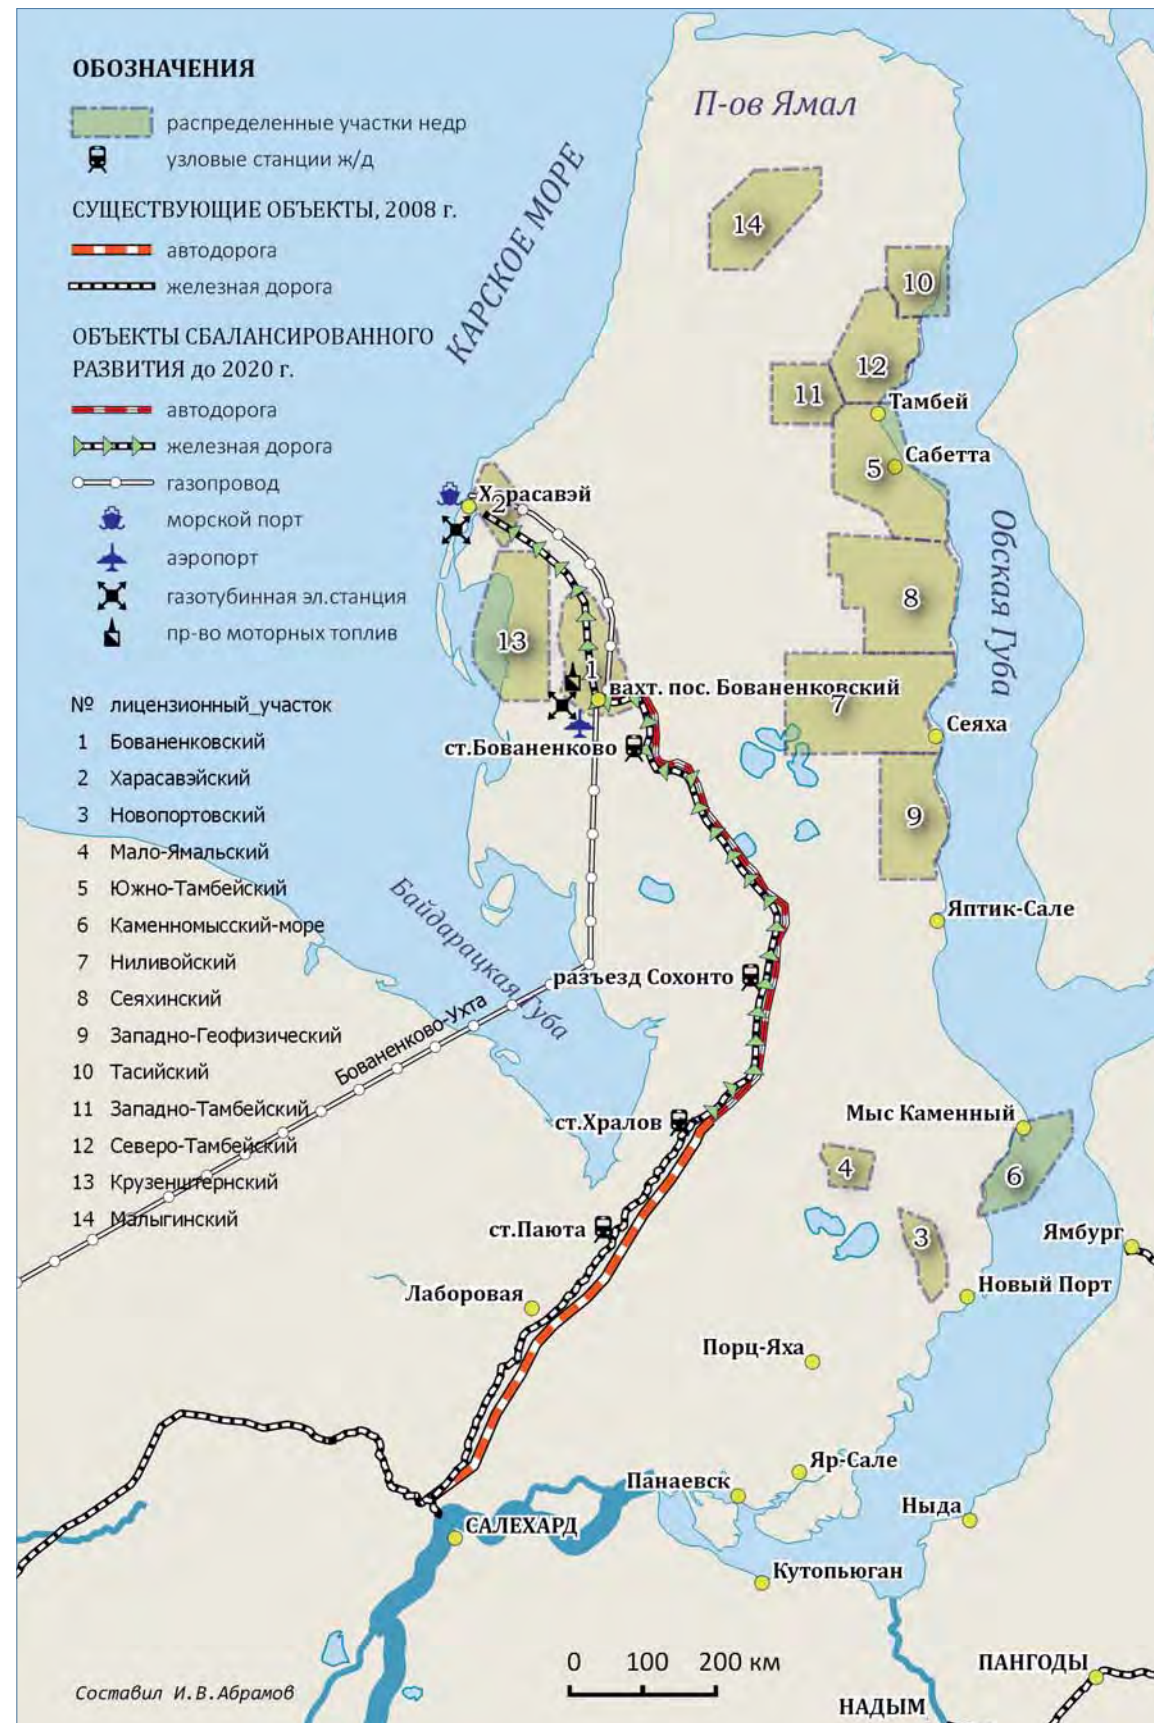 ОБОЗНАЧЕНИЯ
распределенные участки недр
узловые станции ж/д
СУЩЕСТВУЮЩИЕ ОБЪЕКТЫ, 2008 г.
автодорога
железная дорога
ОБЪЕКТЫ СБАЛАНСИРОВАННОГО
РАЗВИТИЯ до 2020 г.
автодорога
железная дорога
газопровод
морской порт
аэропорт
газотубинная эл.станция
пр-во моторных топлив
№ лицензионный_участок
1 Бованенковский
2 Харасавэйский
3 Новопортовский
4 Мало-Ямальский
5 Южно-Тамбейский
6 Каменномысский-море
7 Ниливойский
8 Сеяхинский
9 Западно-Геофизический
10 Тасийский
11 Западно-Тамбейский
12 Северо-Тамбейский
13 Крузенштернский
14 Малыгинский
П-ов Ямал
КАРСКОЕ МОРЕ
14
10
12
11
Тамбей
5
Сабетта
Харасавэй
2
Обская Губа
8
13
1
вахт. пос. Бованенковский
7
Сеяха
ст.Бованенково
9
Байдарацкая Губа
Яптик-Сале
разъезд Сохонто
Бованенково-Ухта
ст.Хралов
Мыс Каменный
4
6
ст.Паюта
3
Ямбург
Лаборовая
Новый Порт
Порц-Яха
Яр-Сале
Панаевск
Ныда
САЛЕХАРД
Кутопьюган
0 100 200 км
ПАНГОДЫ
НАДЫМ
Составил И.В.Абрамов